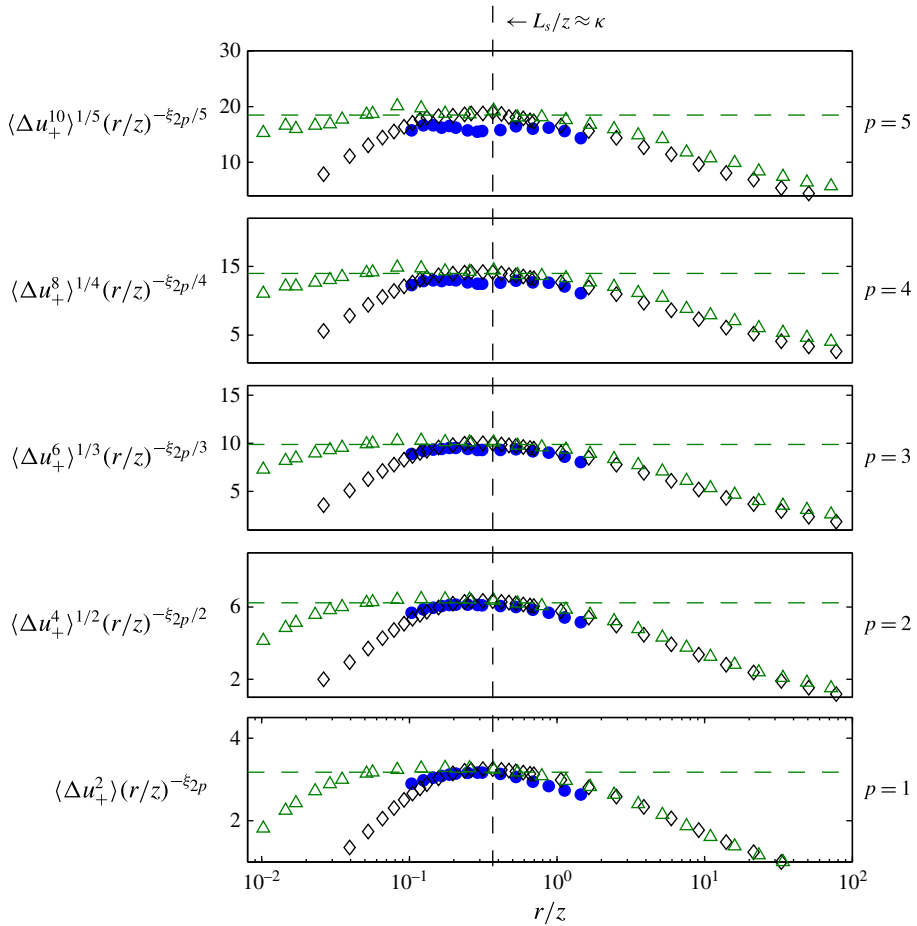 ← L_s/z ≈ κ
30
20
10
⟨Δu_+^{10}⟩^{1/5}(r/z)^{−ξ_{2p}/5}
p = 5
15
5
⟨Δu_+^8⟩^{1/4}(r/z)^{−ξ_{2p}/4}
p = 4
15
10
5
⟨Δu_+^6⟩^{1/3}(r/z)^{−ξ_{2p}/3}
p = 3
6
2
⟨Δu_+^4⟩^{1/2}(r/z)^{−ξ_{2p}/2}
p = 2
4
2
⟨Δu_+^2⟩(r/z)^{−ξ_{2p}}
p = 1
10^{−2} 10^{−1} 10^0 10^1 10^2
r/z